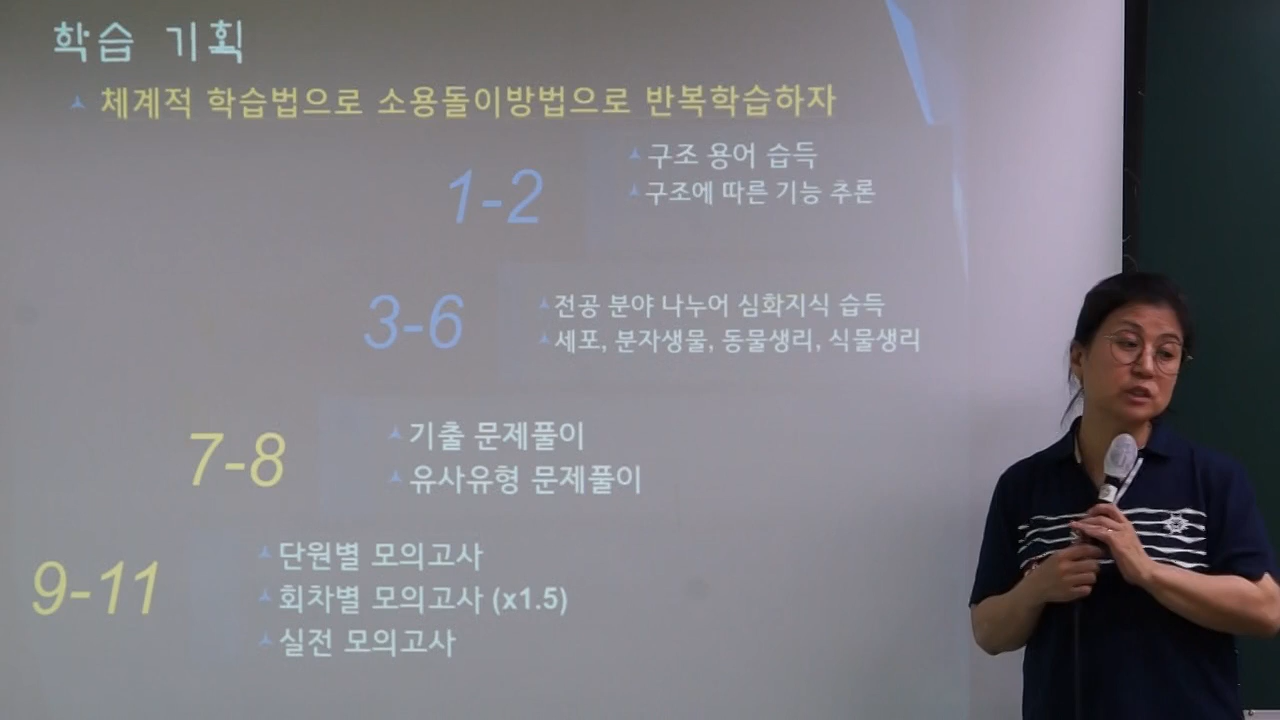 학습 기획
체계적 학습법으로 소용돌이방법으로 반복학습하자
1-2
구조 용어 습득
구조에 따른 기능 추론
3-6
전공 분야 나누어 심화지식 습득
세포, 분자생물, 동물생리, 식물생리
7-8
기출 문제풀이
유사유형 문제풀이
9-11
단원별 모의고사
회차별 모의고사 (x1.5)
실전 모의고사